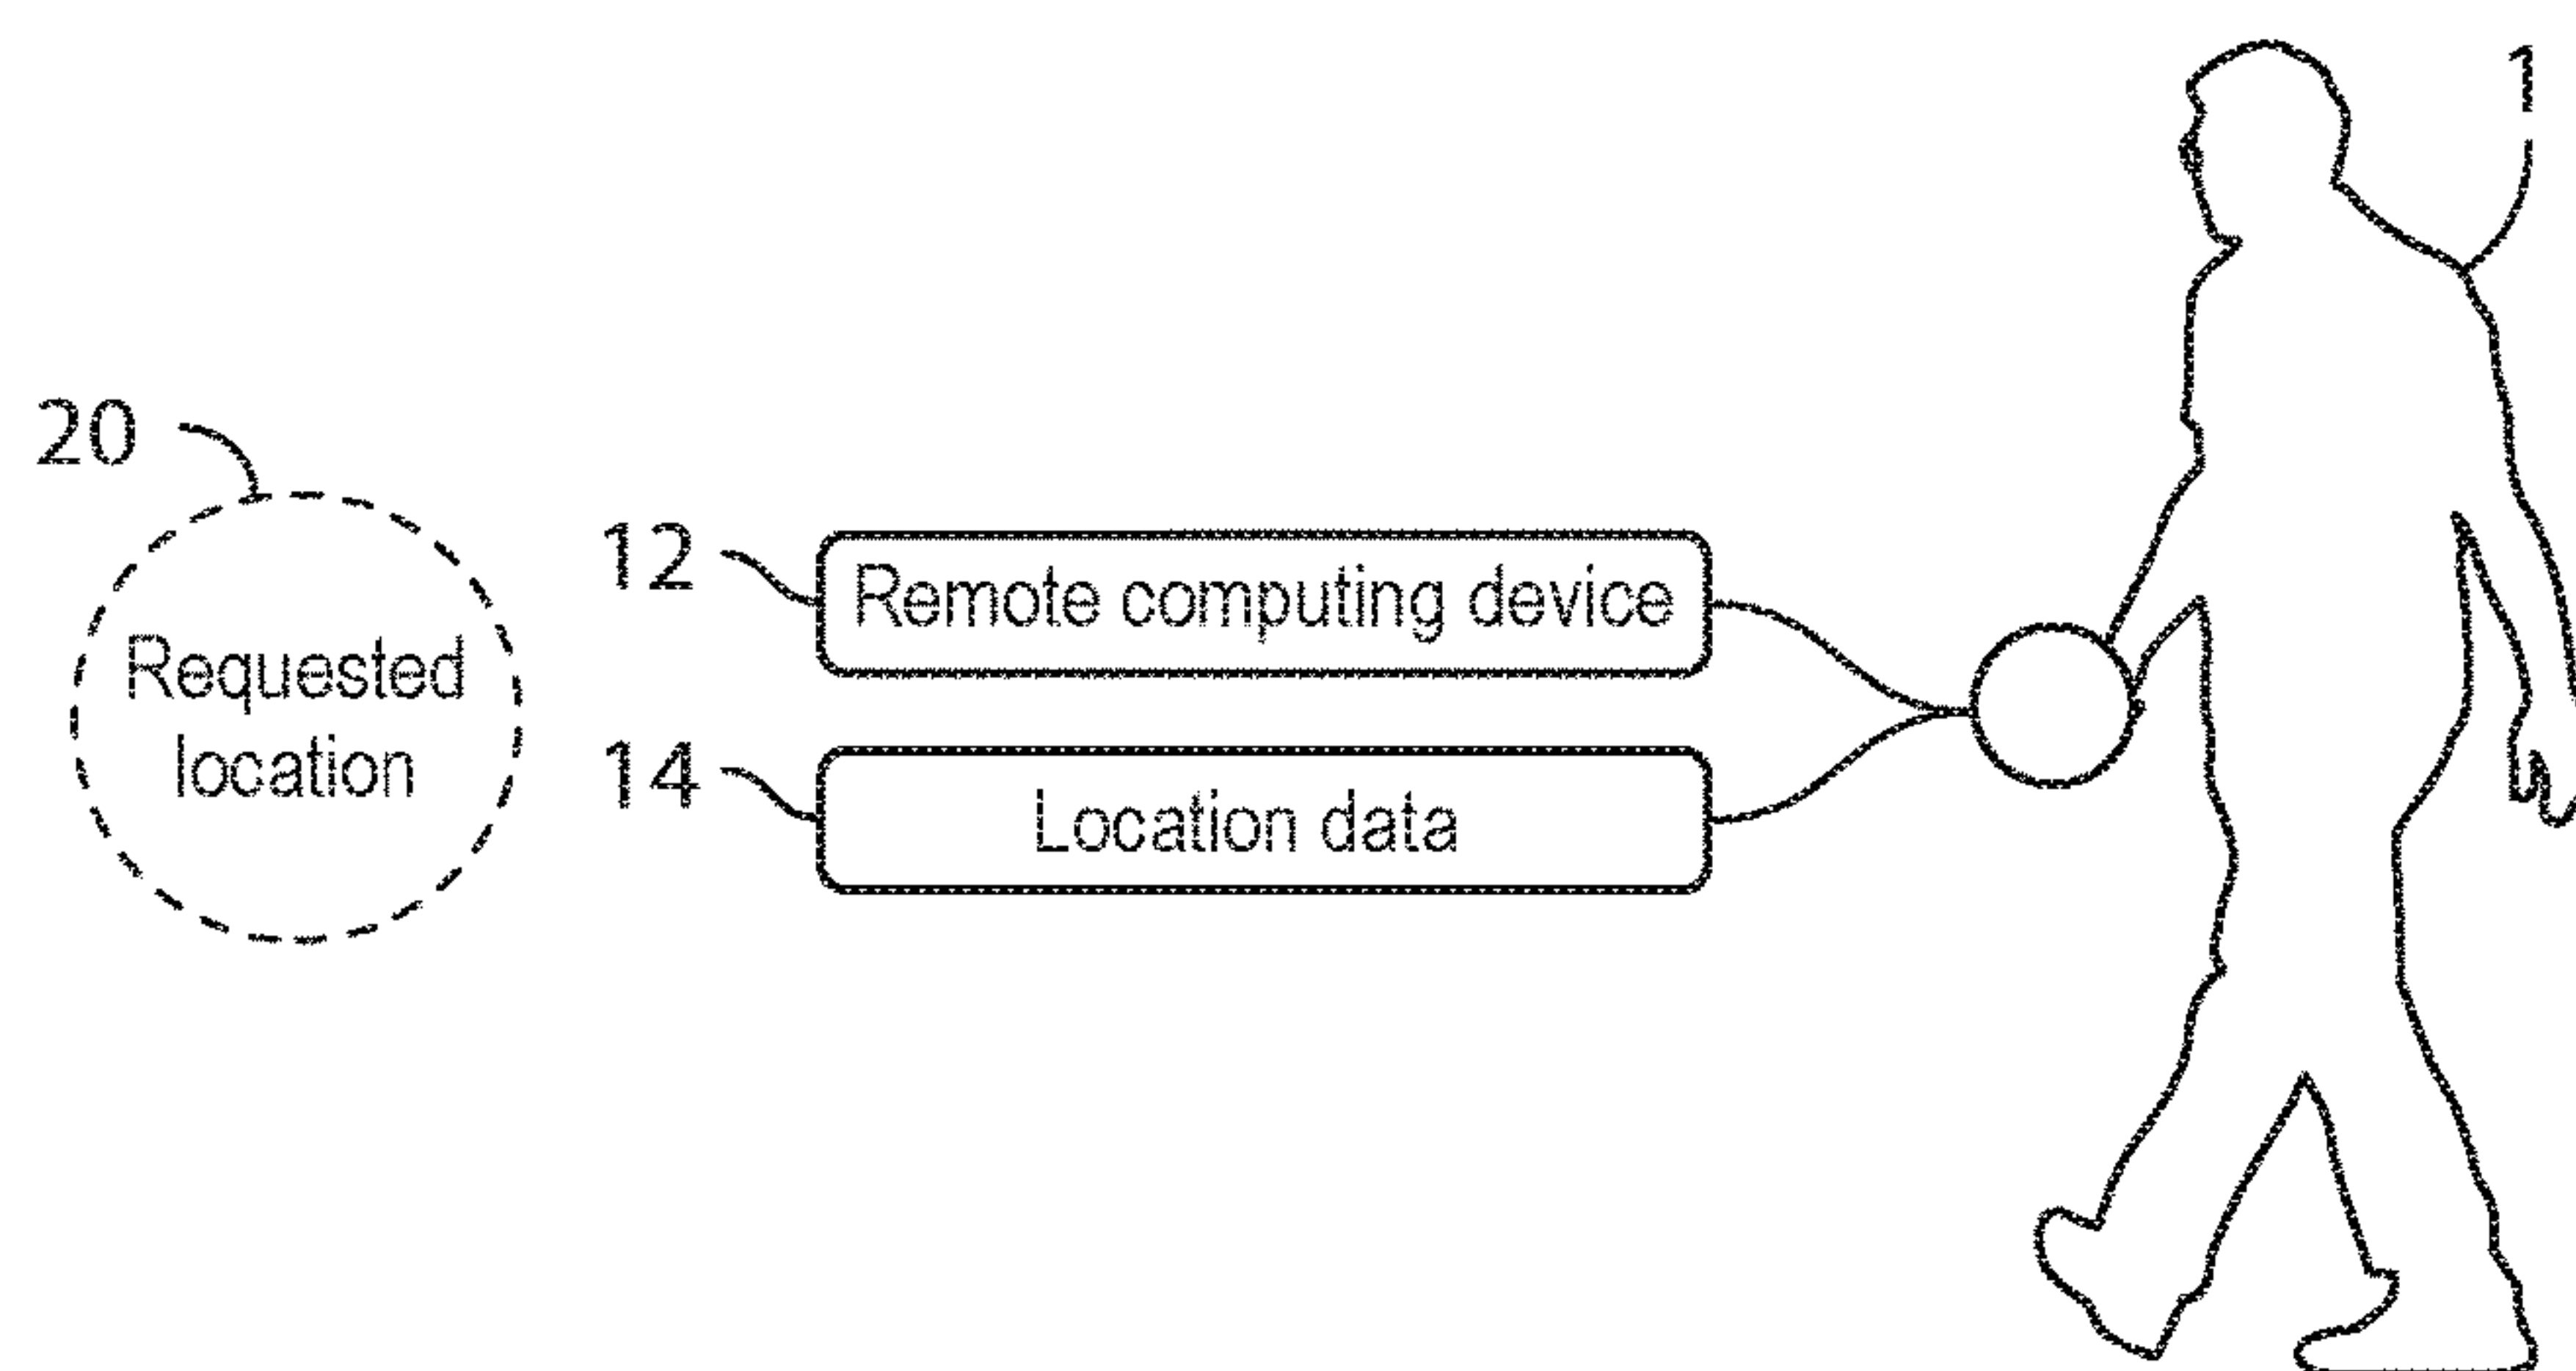 1
20
12
Remote computing device
Requested
location
14
Location data